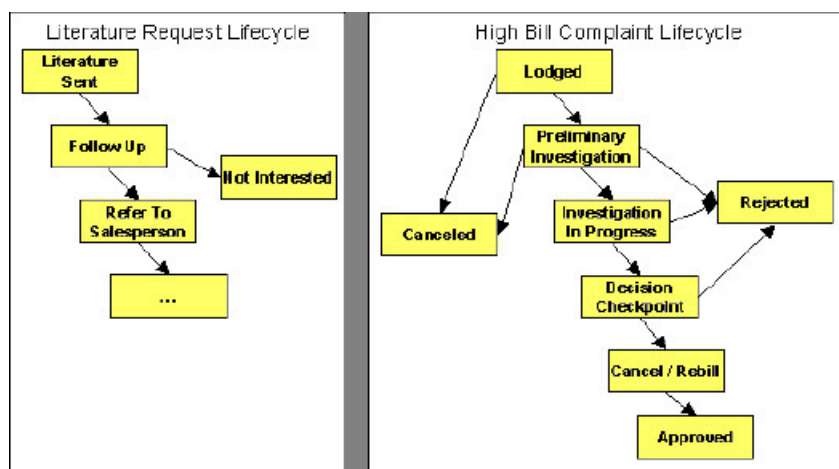 Literature Request Lifecycle
Literature
Sent
Follow Up
Not Interested
Refer To
Salesperson
...
High Bill Complaint Lifecycle
Lodged
Preliminary
Investigation
Rejected
Canceled
Investigation
In Progress
Decision
Checkpoint
Cancel / Rebill
Approved